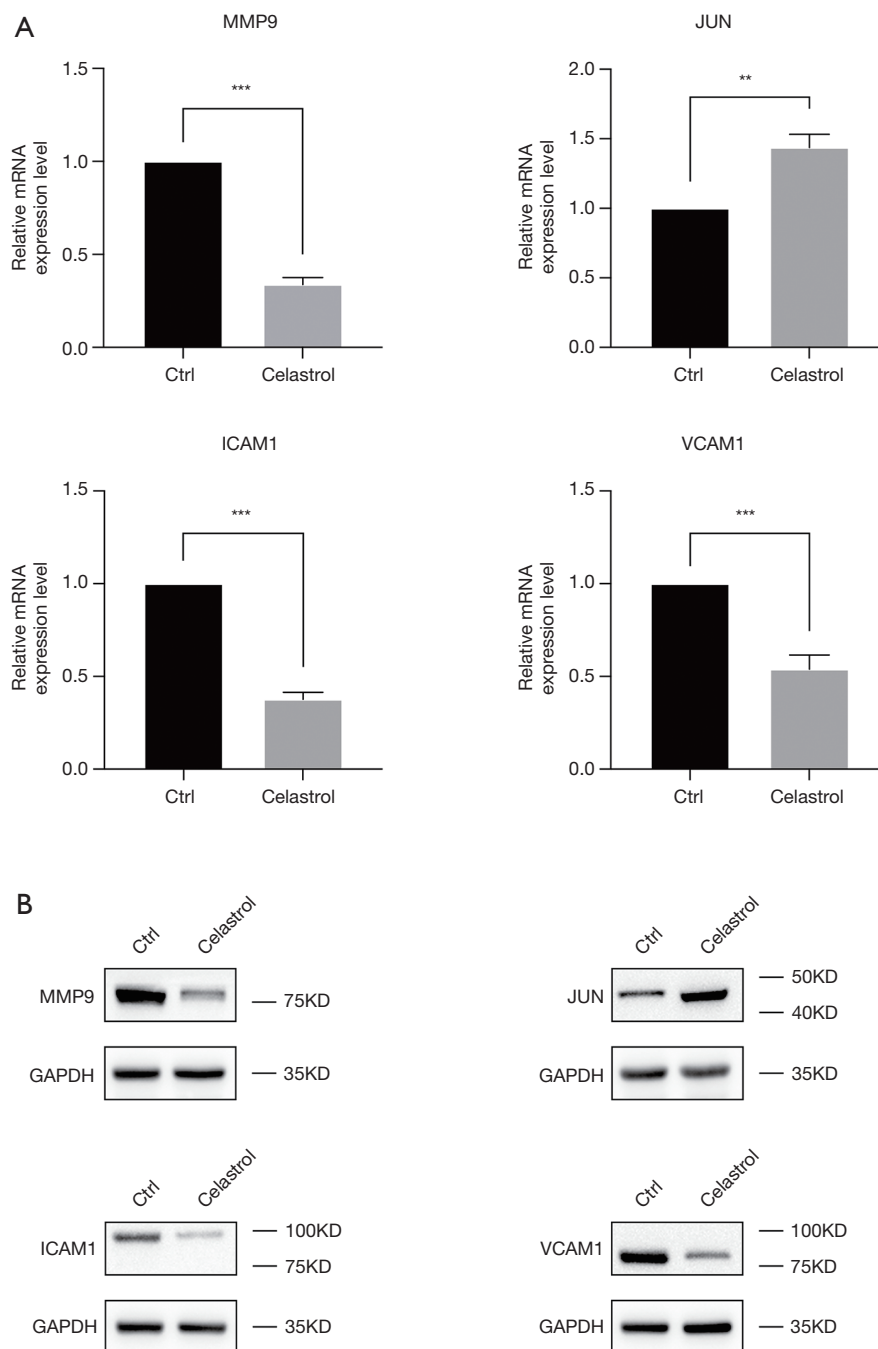 A
MMP9
Relative mRNA
expression level
1.5
1.0
0.5
0.0
***
Ctrl
Celastrol
JUN
Relative mRNA
expression level
2.0
1.5
1.0
0.5
0.0
**
Ctrl
Celastrol
ICAM1
Relative mRNA
expression level
1.5
1.0
0.5
0.0
***
Ctrl
Celastrol
VCAM1
Relative mRNA
expression level
1.5
1.0
0.5
0.0
***
Ctrl
Celastrol
B
Ctrl
Celastrol
MMP9
75KD
GAPDH
35KD
Ctrl
Celastrol
JUN
50KD
40KD
GAPDH
35KD
Ctrl
Celastrol
ICAM1
100KD
75KD
GAPDH
35KD
Ctrl
Celastrol
VCAM1
100KD
75KD
GAPDH
35KD